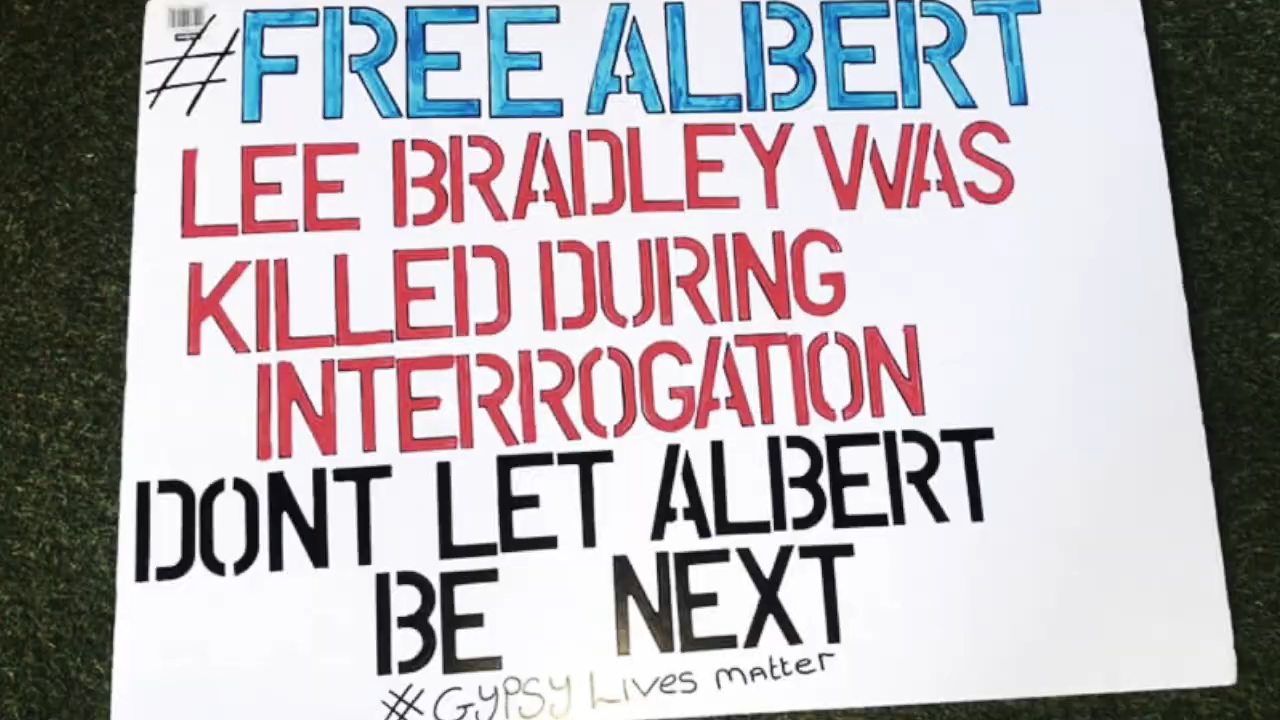 #FREE ALBERT
LEE BRADLEY WAS
KILLED DURING
INTERROGATION
DONT LET ALBERT
BE NEXT
#GYPSY Lives matter